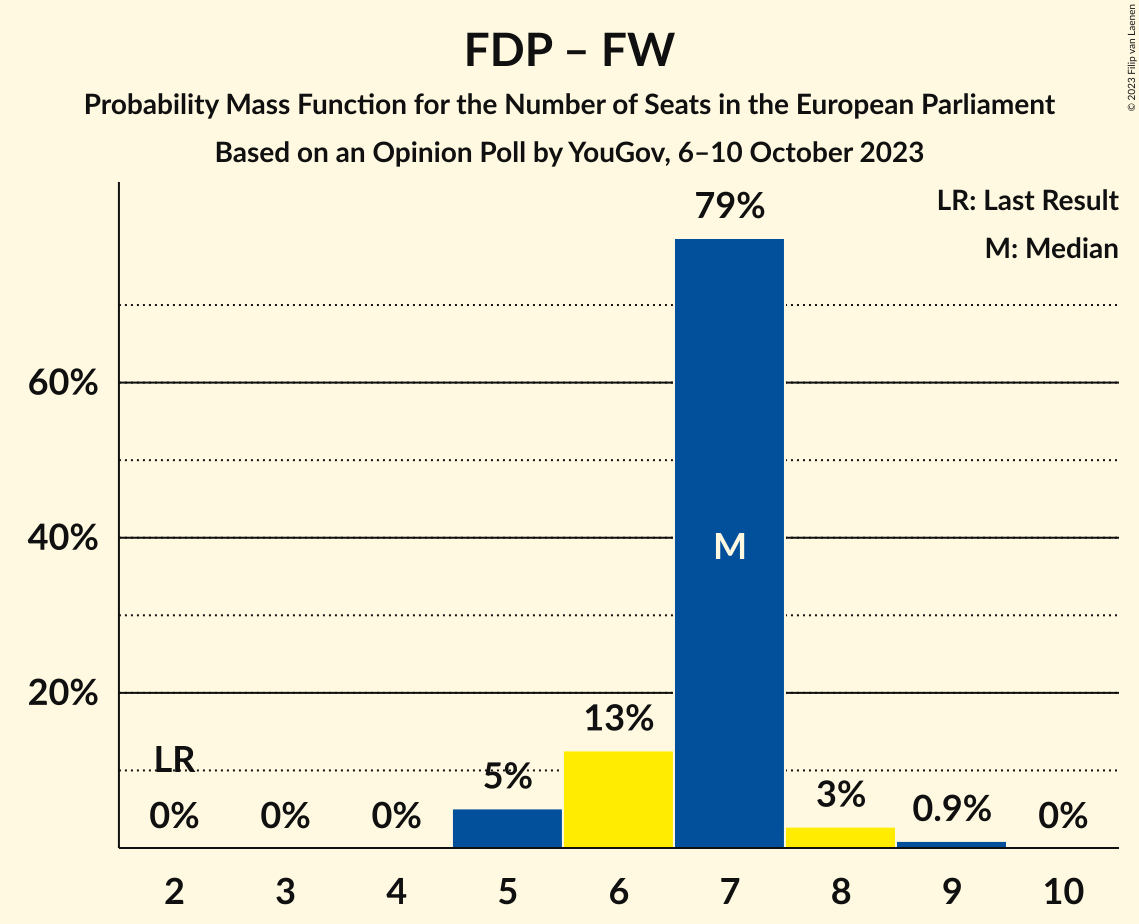 FDP – FW
Probability Mass Function for the Number of Seats in the European Parliament
Based on an Opinion Poll by YouGov, 6–10 October 2023
© 2023 Filip van Laenen
LR: Last Result
M: Median
79%
60%
40%
20%
M
LR
0%
0%
0%
5%
13%
3%
0.9%
0%
2 3 4 5 6 7 8 9 10